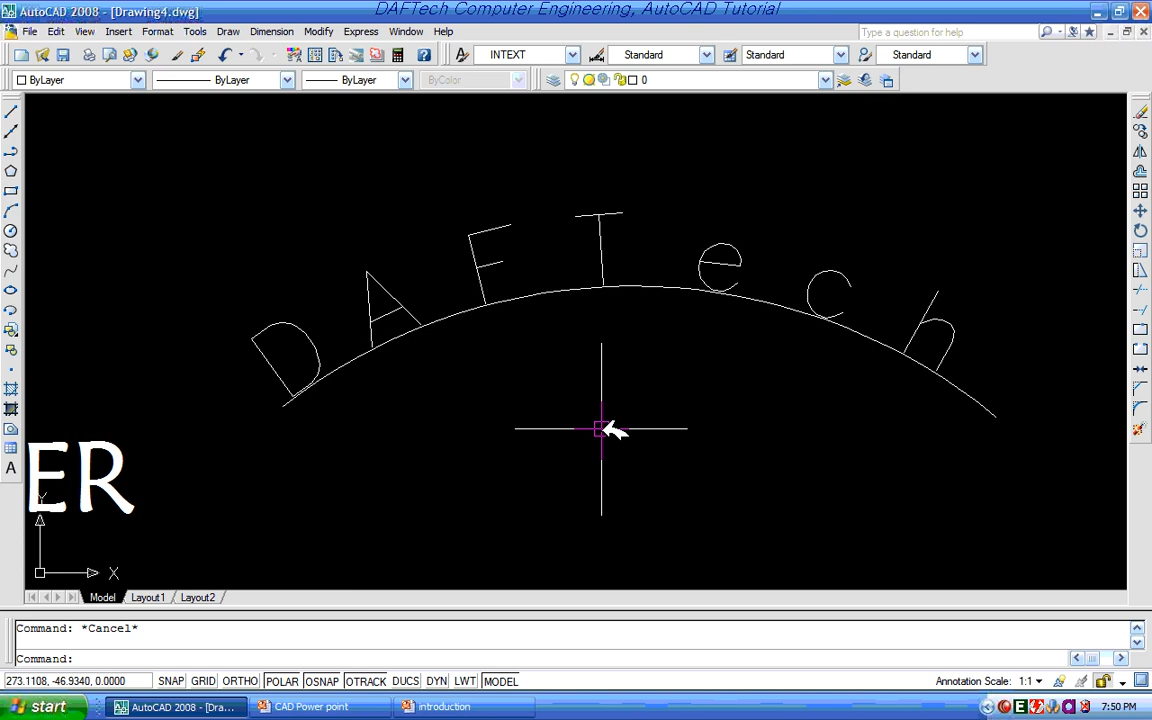 DAFTech Computer Engineering, AutoCAD Tutorial
AutoCAD 2008 - [Drawing4.dwg]
File Edit View Insert Format Tools Draw Dimension Modify Express Window Help Type a question for help
INTEXT Standard Standard Standard
ByLayer ByLayer ByLayer ByColor 0
A
DAFTech
ER
Y
X
Model Layout1 Layout2
Command: *Cancel*
Command:
273.1108, -46.9340, 0.0000 SNAP GRID ORTHO POLAR OSNAP OTRACK DUCS DYN LWT MODEL Annotation Scale: 1:1
start AutoCAD 2008 - [Dra... CAD Power point introduction 7:50 PM